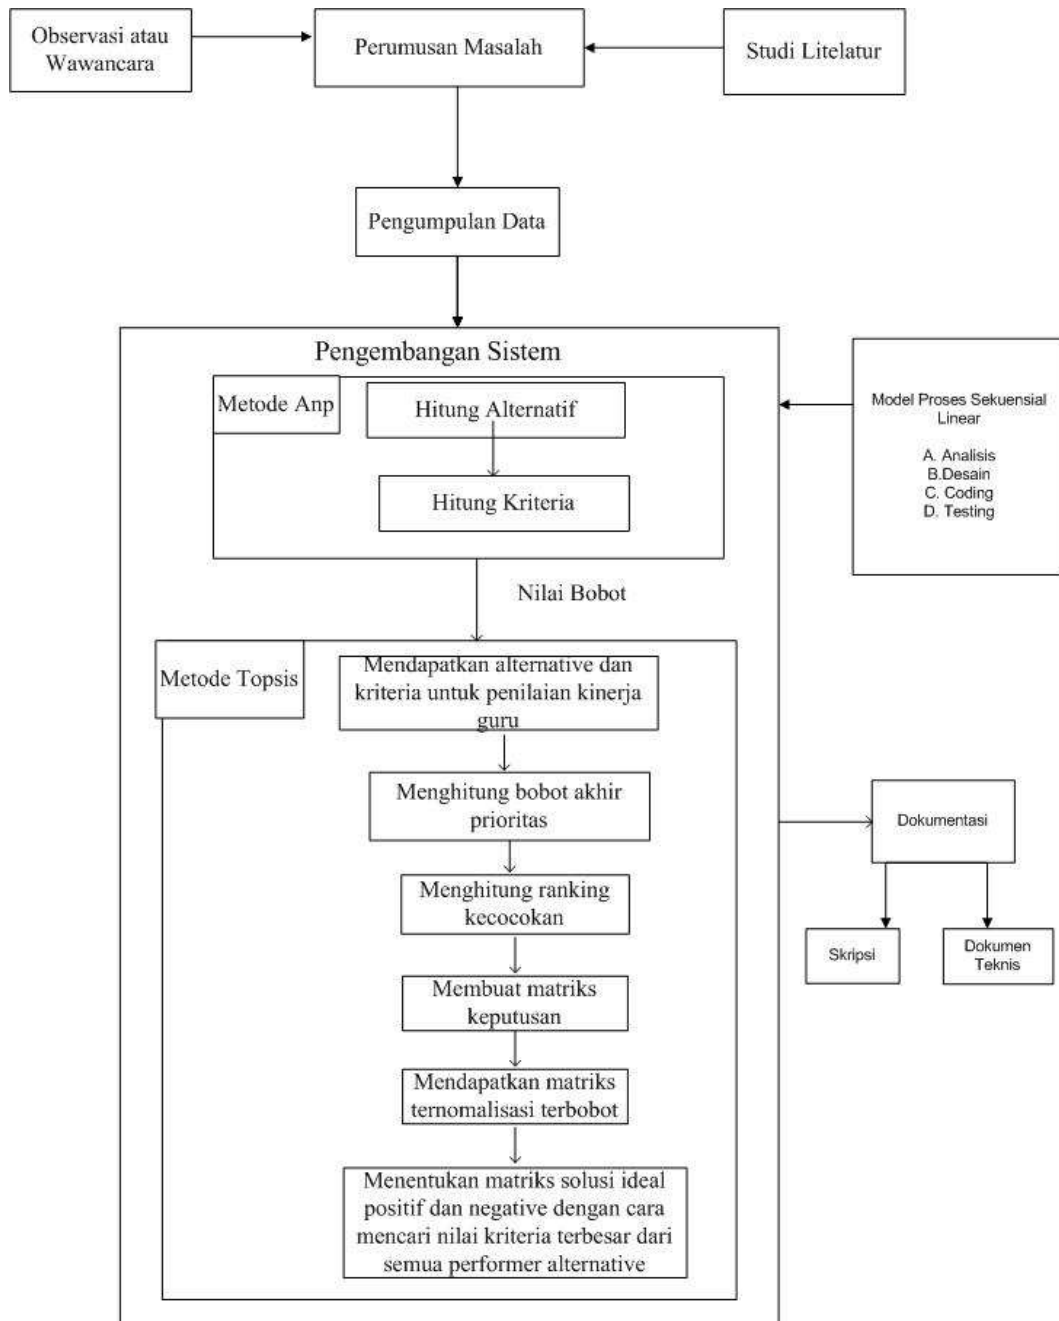 Observasi atau
Wawancara
Perumusan Masalah
Studi Litelatur
Pengumpulan Data
Pengembangan Sistem
Metode Anp
Hitung Alternatif
Hitung Kriteria
Model Proses Sekuensial
Linear
A. Analisis
B.Desain
C. Coding
D. Testing
Nilai Bobot
Metode Topsis
Mendapatkan alternative dan
kriteria untuk penilaian kinerja
guru
Menghitung bobot akhir
prioritas
Menghitung ranking
kecocokan
Membuat matriks
keputusan
Mendapatkan matriks
ternomalisasi terbobot
Menentukan matriks solusi ideal
positif dan negative dengan cara
mencari nilai kriteria terbesar dari
semua performer alternative
Dokumentasi
Skripsi
Dokumen
Teknis